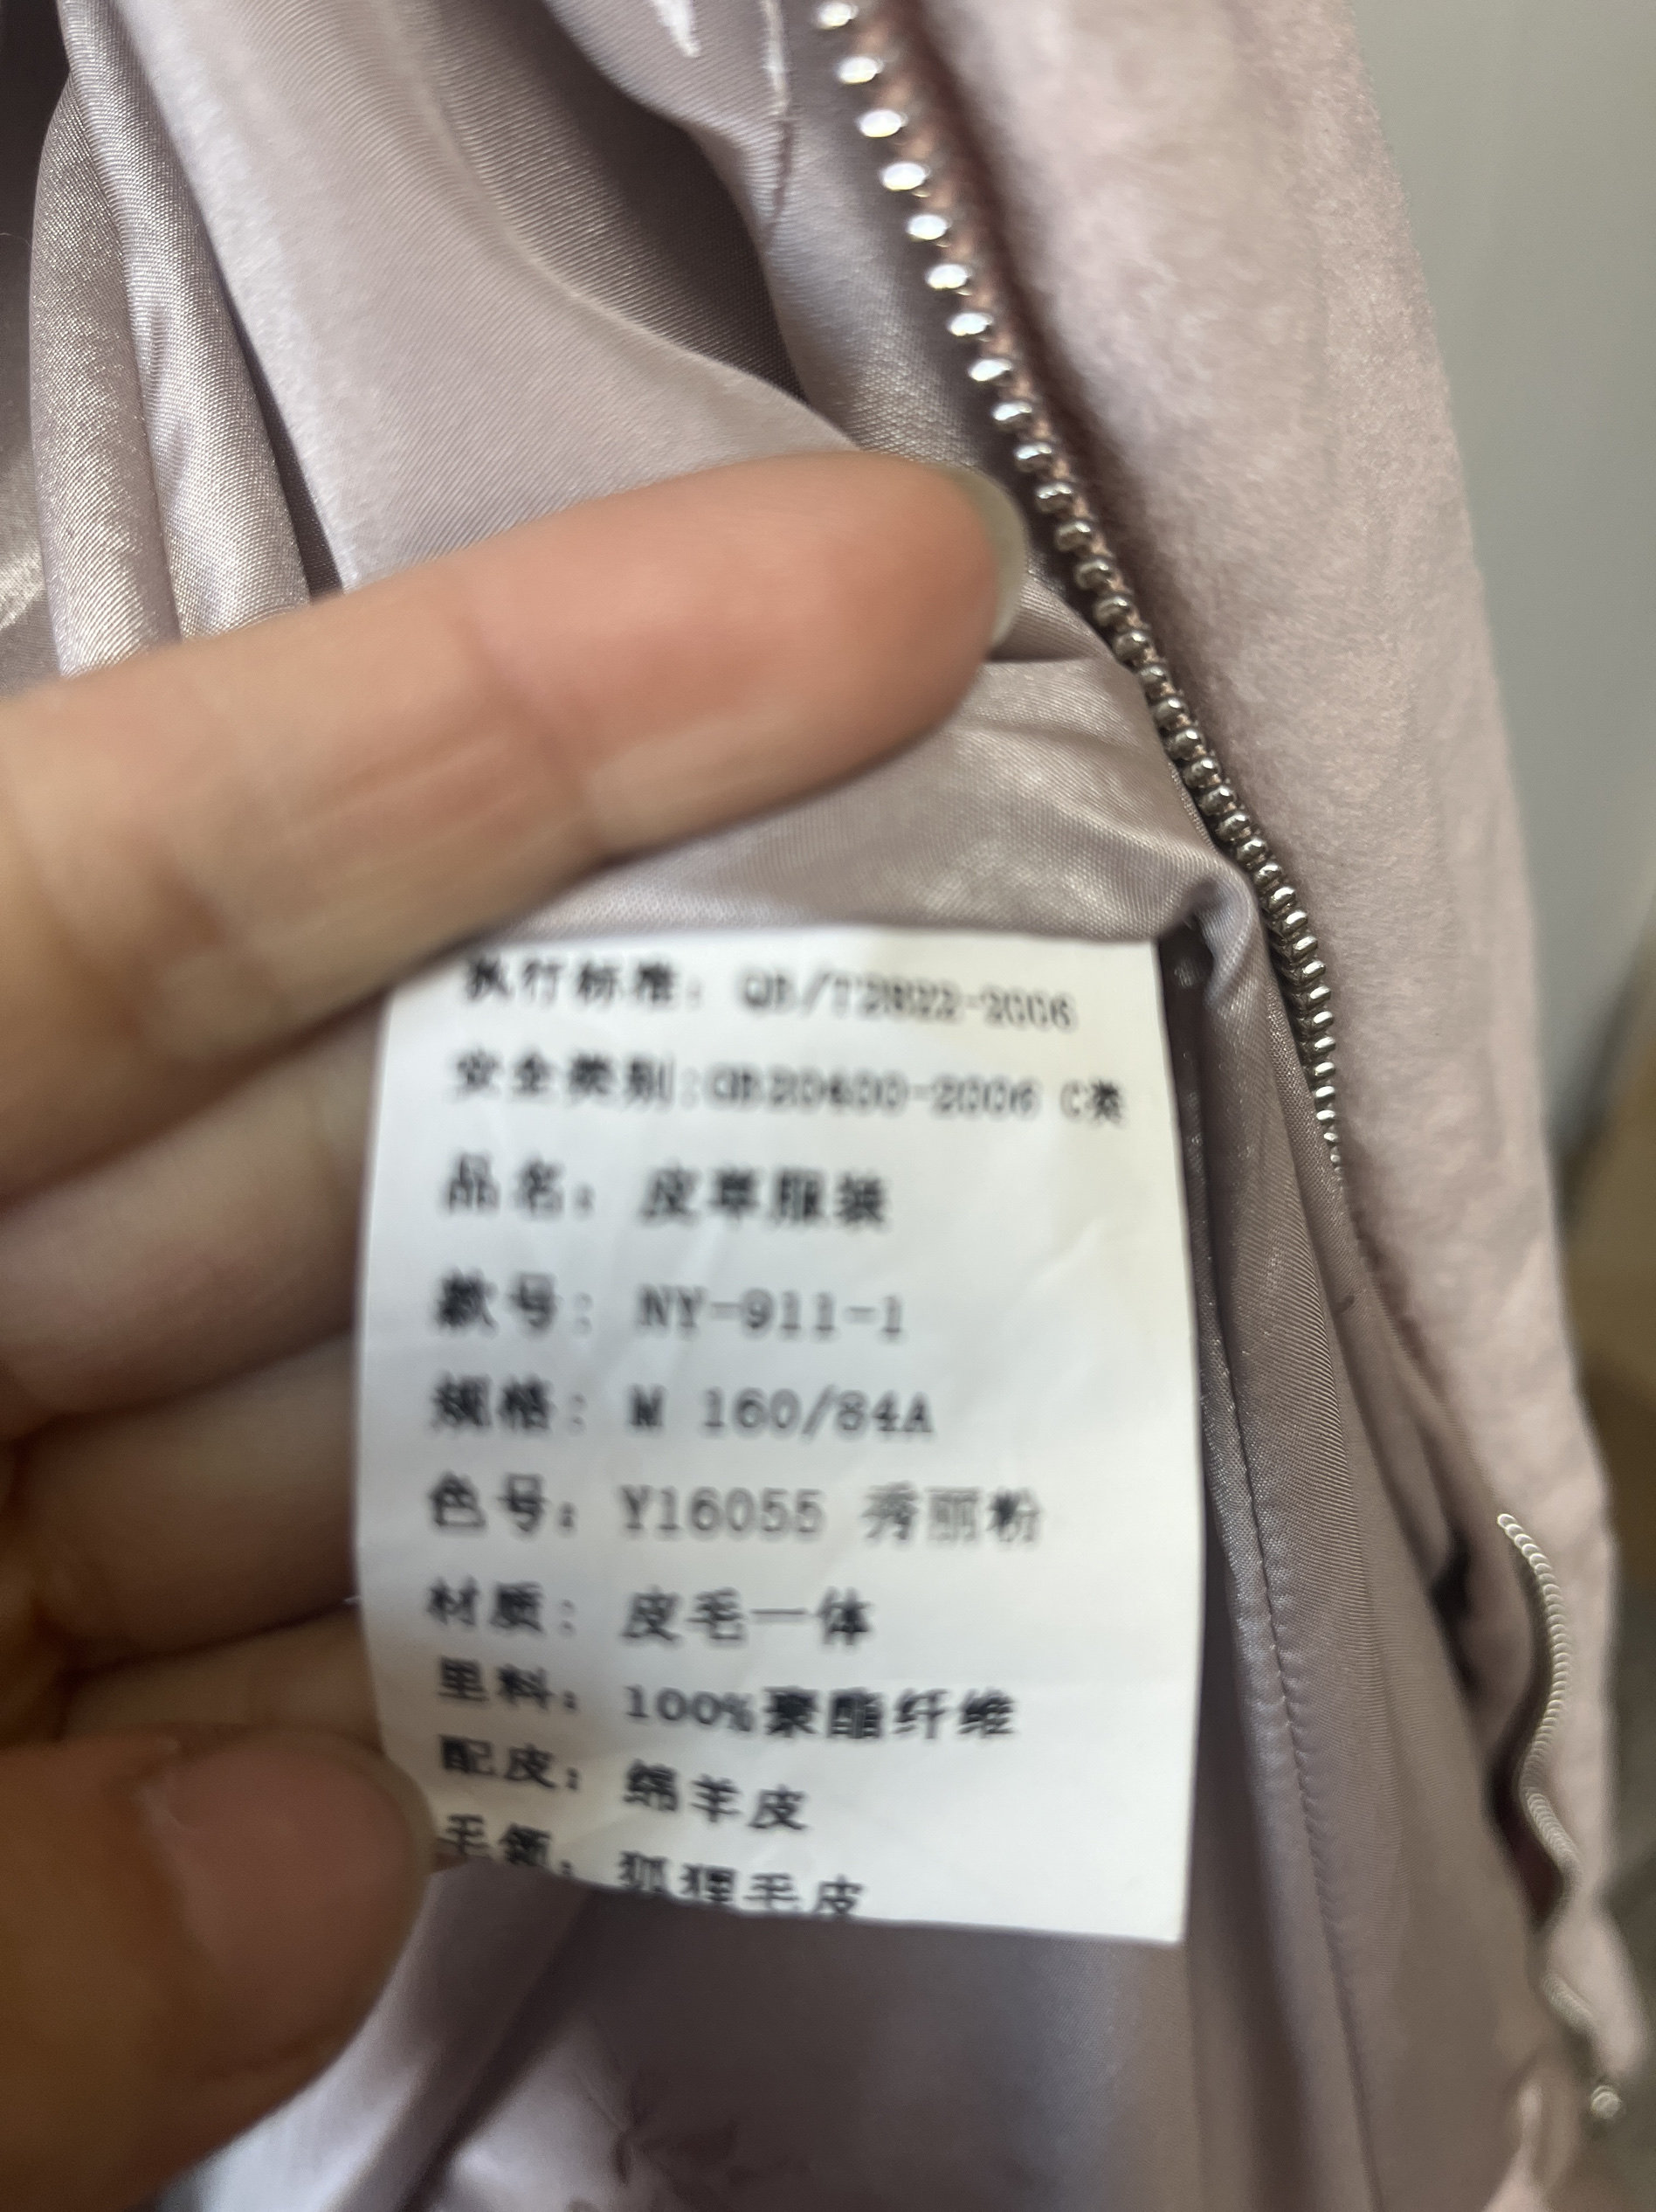 执行标准：QB/T2822-2006
安全类别:GB20400-2006 C类
品名：皮草服装
款号：NY-911-1
规格：M 160/84A
色号：Y16055 秀丽粉
材质：皮毛一体
里料：100%聚酯纤维
配皮：绵羊皮
毛领：狐狸毛皮